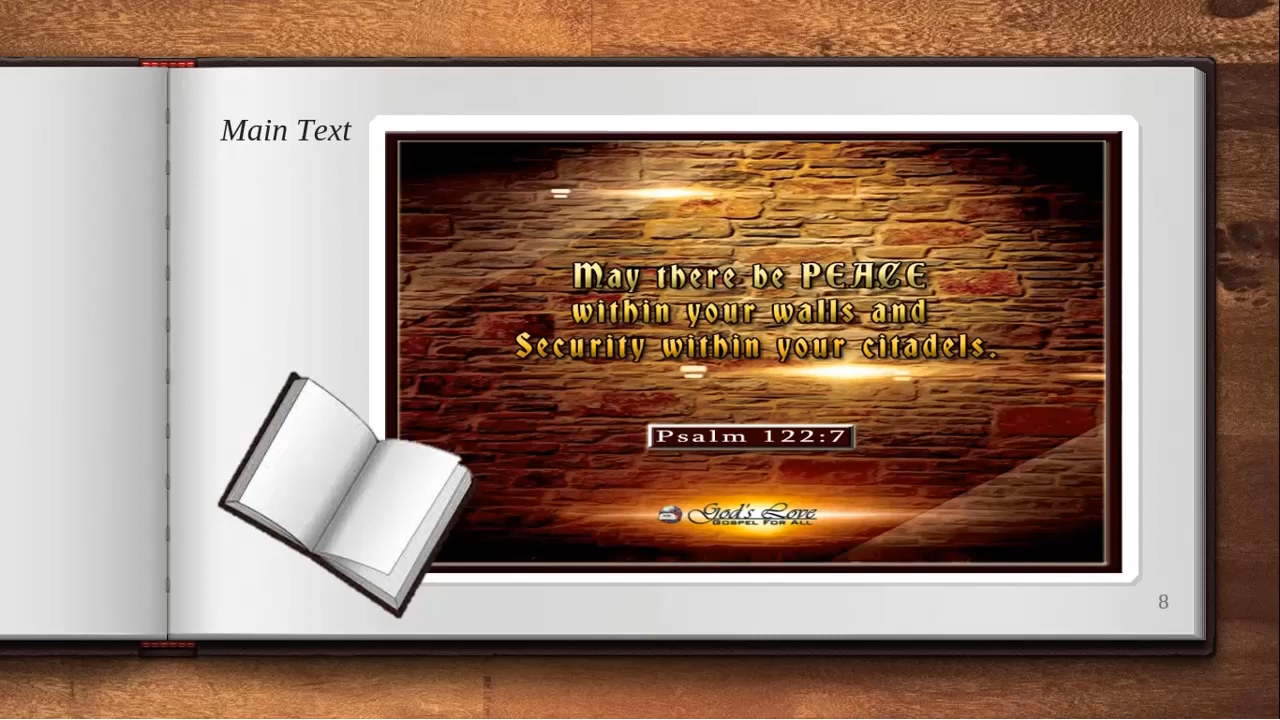 Main Text
May there be PEACE
within your walls and
Security within your citadels.
Psalm 122:7
God's Love
GOSPEL FOR ALL
8